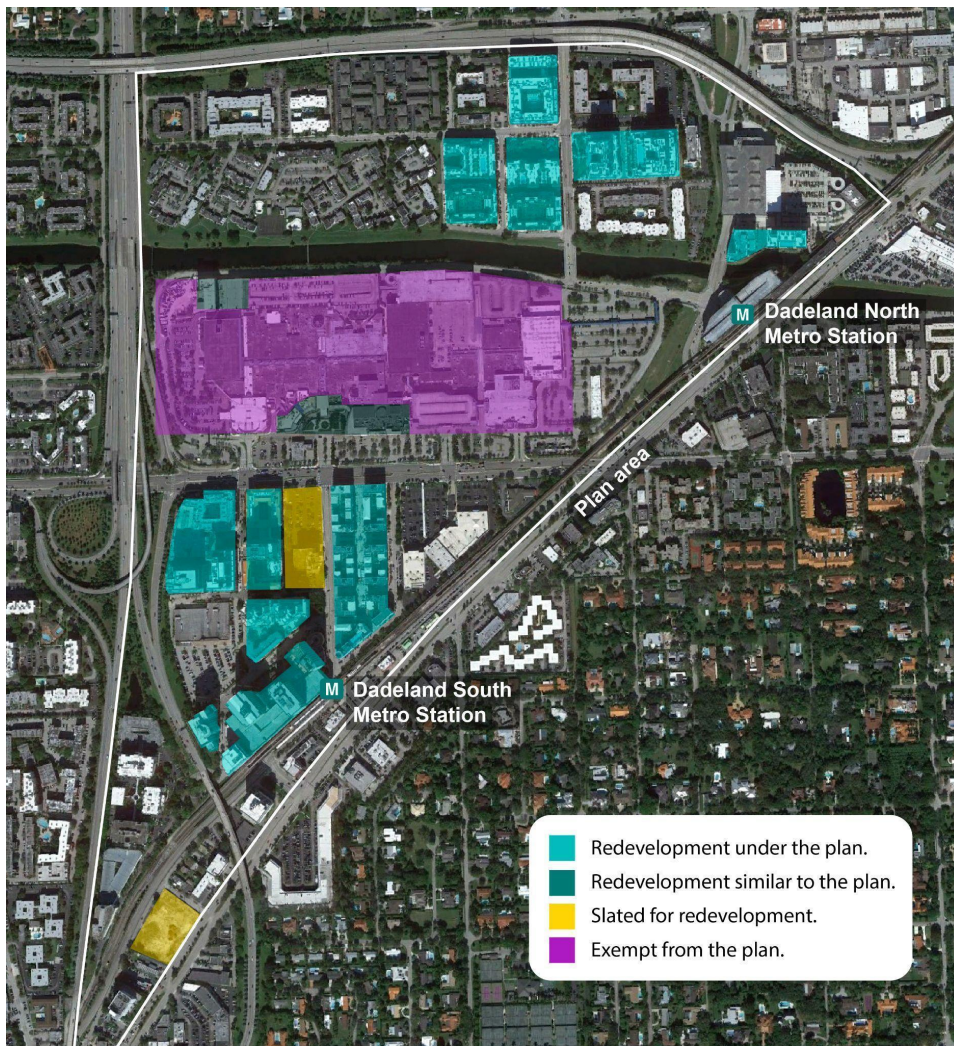 M Dadeland North
Metro Station
Plan area
M Dadeland South
Metro Station
Redevelopment under the plan.
Redevelopment similar to the plan.
Slated for redevelopment.
Exempt from the plan.